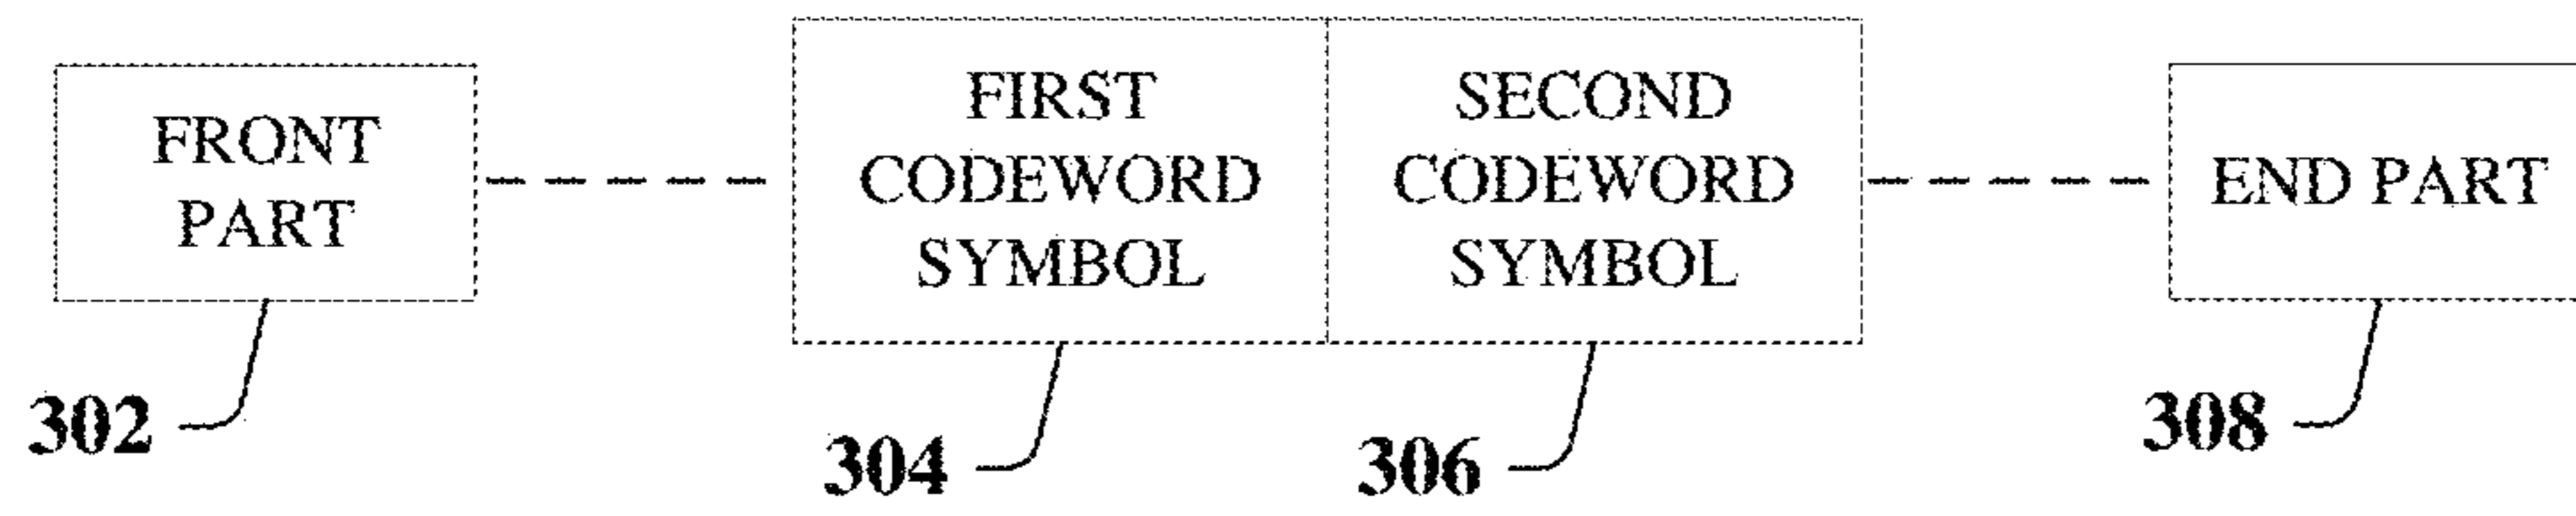 FRONT
PART
FIRST
CODEWORD
SYMBOL
SECOND
CODEWORD
SYMBOL
END PART
302
304
306
308